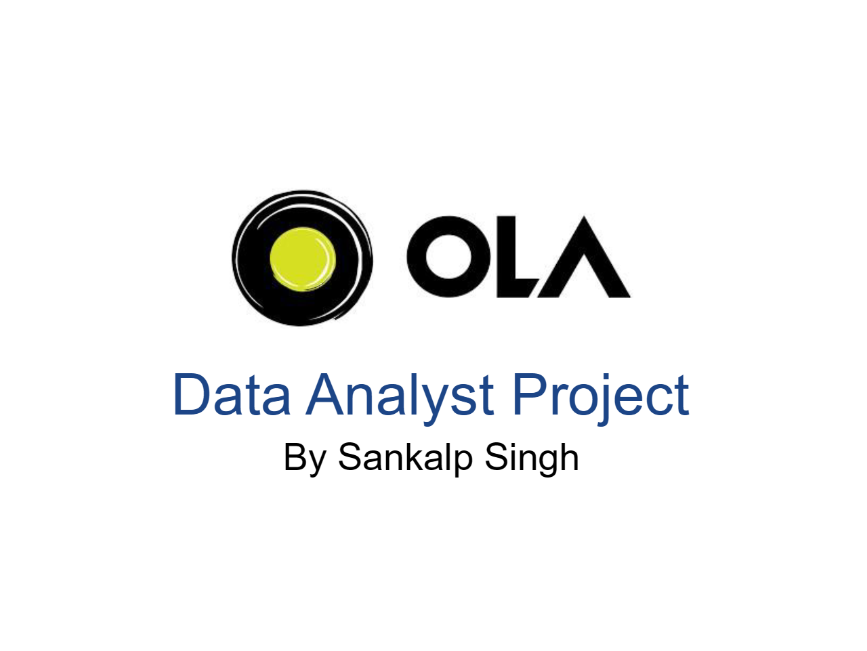 OLA
Data Analyst Project
By Sankalp Singh